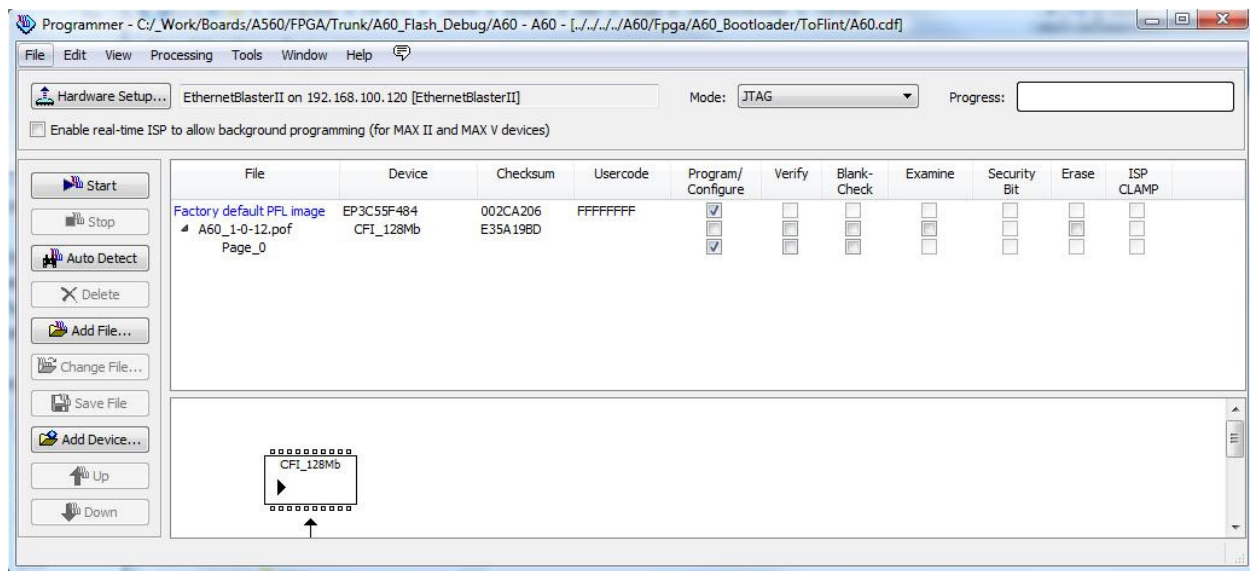 Programmer - C:/_Work/Boards/A560/FPGA/Trunk/A60_Flash_Debug/A60 - A60 - [../../../../A60/Fpga/A60_Bootloader/ToFlint/A60.cdf]
File Edit View Processing Tools Window Help
Hardware Setup... EthernetBlasterII on 192.168.100.120 [EthernetBlasterII] Mode: JTAG Progress:
Enable real-time ISP to allow background programming (for MAX II and MAX V devices)
Start
Stop
Auto Detect
Delete
Add File...
Change File...
Save File
Add Device...
Up
Down
File Device Checksum Usercode Program/ Verify Blank- Examine Security Erase ISP
Configure Check Bit CLAMP
Factory default PFL image EP3C55F484 002CA206 FFFFFFFF
A60_1-0-12.pof CFI_128Mb E35A19BD
Page_0
CFI_128Mb